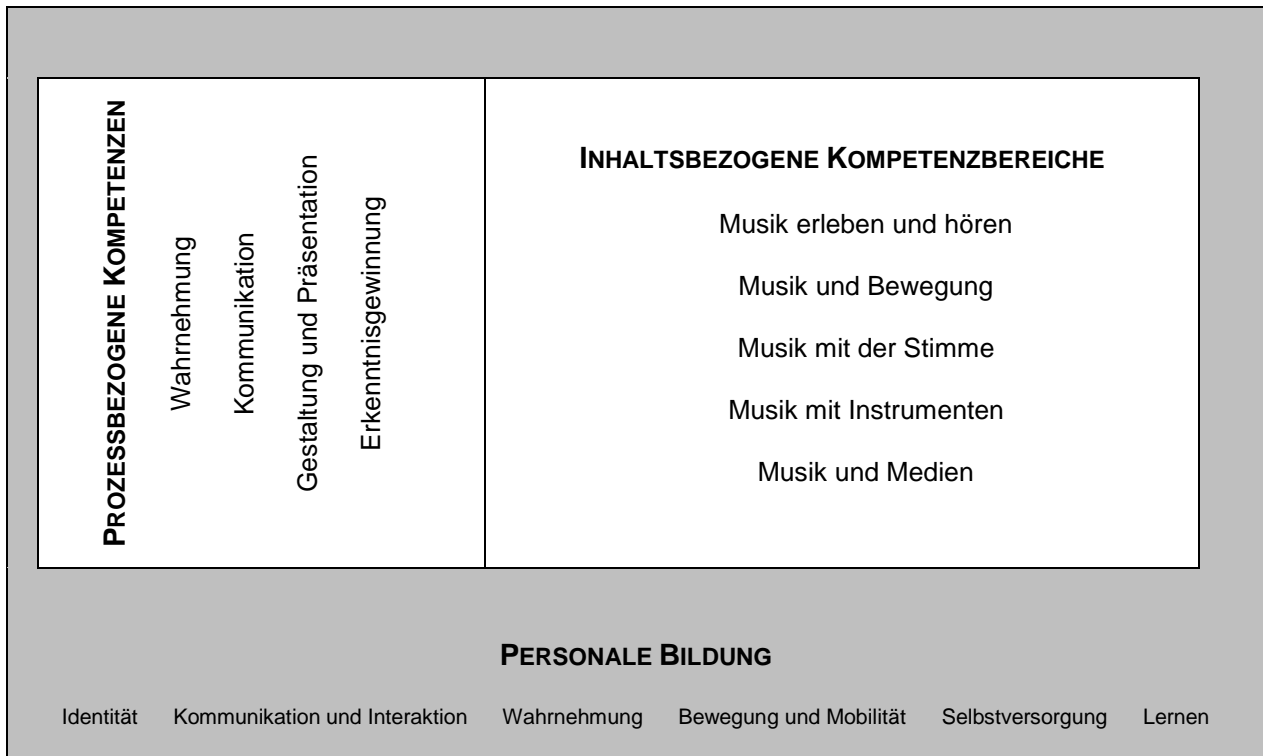 PROZESSBEZOGENE KOMPETENZEN
Wahrnehmung
Kommunikation
Gestaltung und Präsentation
Erkenntnisgewinnung
INHALTSBEZOGENE KOMPETENZBEREICHE
Musik erleben und hören
Musik und Bewegung
Musik mit der Stimme
Musik mit Instrumenten
Musik und Medien
PERSONALE BILDUNG
Identität Kommunikation und Interaktion Wahrnehmung Bewegung und Mobilität Selbstversorgung Lernen